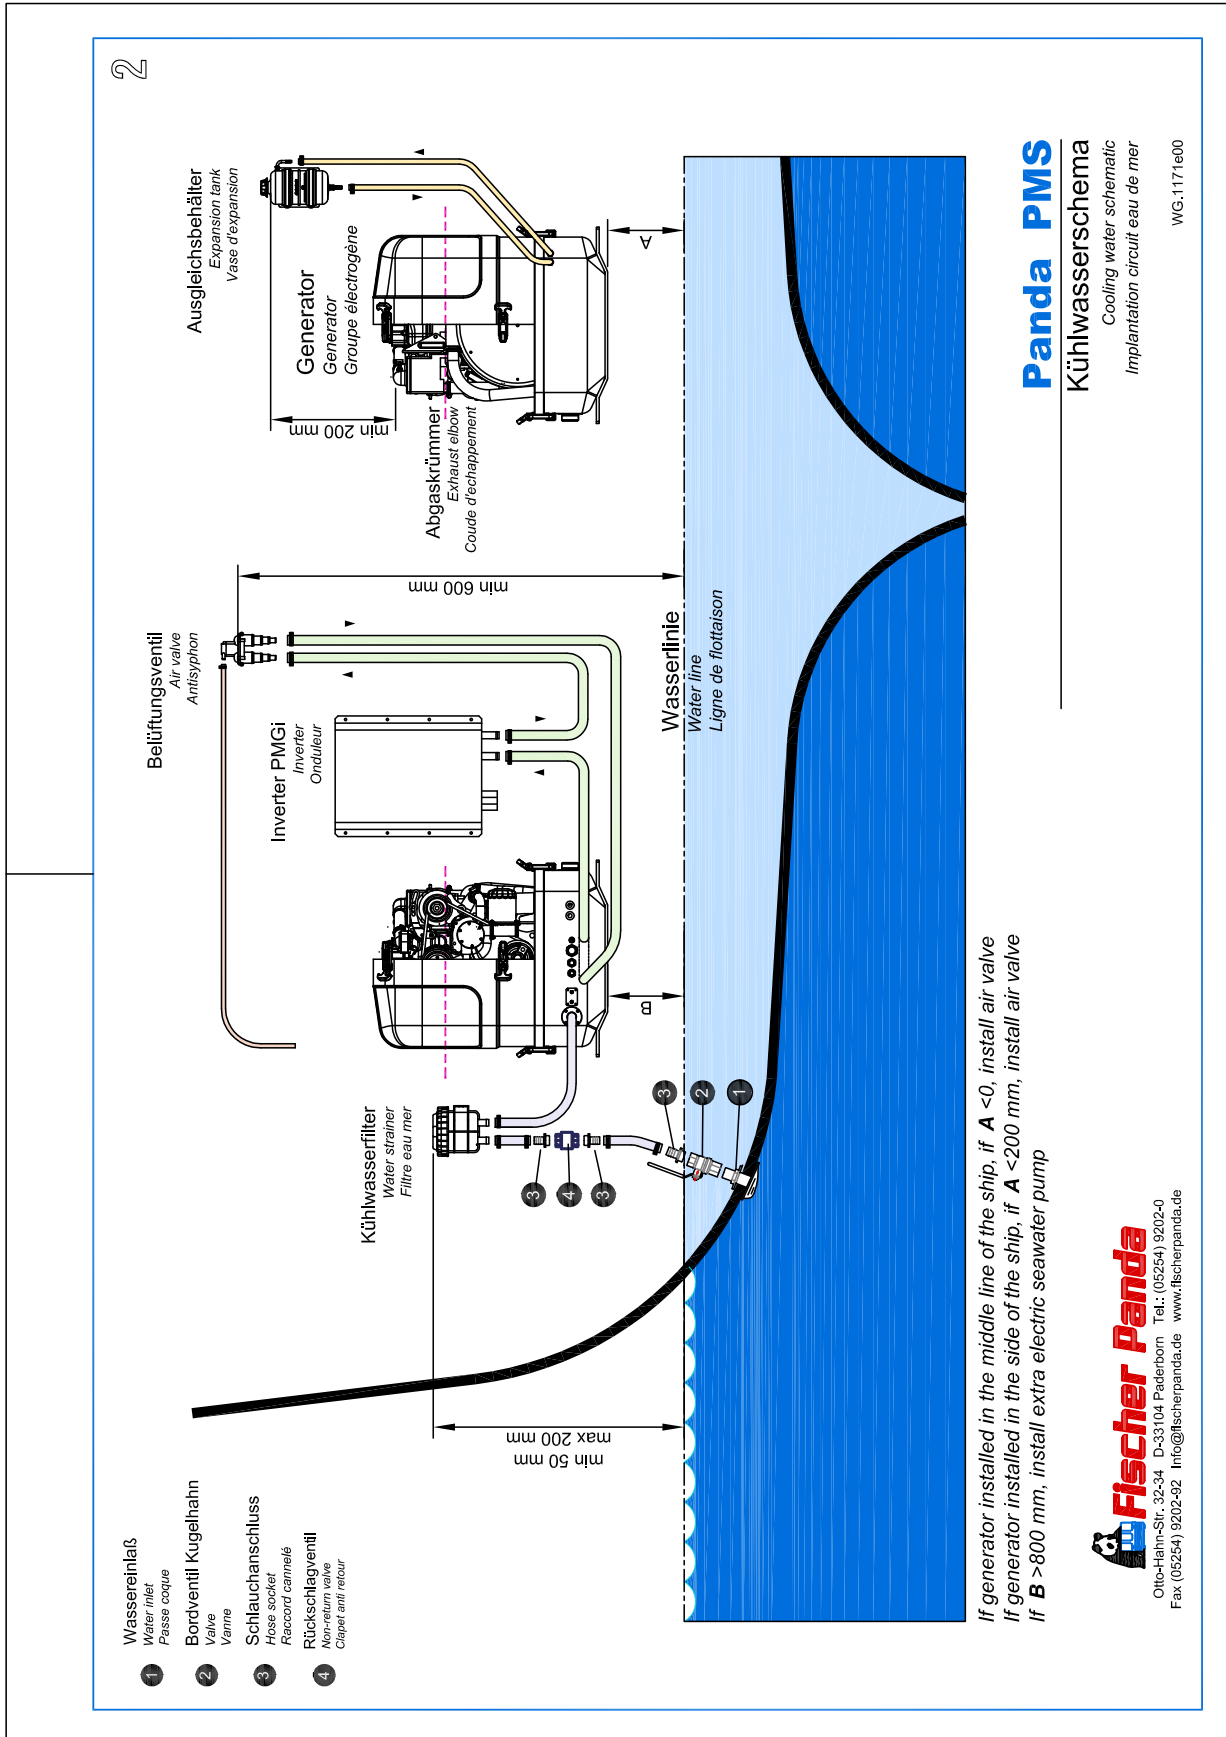 2
1
Wassereinlaß
Water inlet
Passe coque
2
Bordventil Kugelhahn
Valve
Vanne
3
Schlauchanschluss
Hose socket
Raccord cannelé
4
Rückschlagventil
Non-return valve
Clapet anti retour
min 50 mm
max 200 mm
Kühlwasserfilter
Water strainer
Filtre eau mer
3
4
3
3
2
1
B
Belüftungsventil
Air valve
Antisyphon
Inverter PMGi
Inverter
Onduleur
min 600 mm
Wasserlinie
Water line
Ligne de flottaison
Ausgleichsbehälter
Expansion tank
Vase d'expansion
Generator
Generator
Groupe électrogène
min 200 mm
Abgaskrümmer
Exhaust elbow
Coude d'echappement
A
If generator installed in the middle line of the ship, if A <0, install air valve
If generator installed in the side of the ship, if A <200 mm, install air valve
If B >800 mm, install extra electric seawater pump
Panda PMS
Kühlwasserschema
Cooling water schematic
Implantation circuit eau de mer
WG.1171e00
Fischer Panda
Otto-Hahn-Str. 32-34 D-33104 Paderborn Tel.: (05254) 9202-0
Fax (05254) 9202-92 Info@fischerpanda.de www.fischerpanda.de